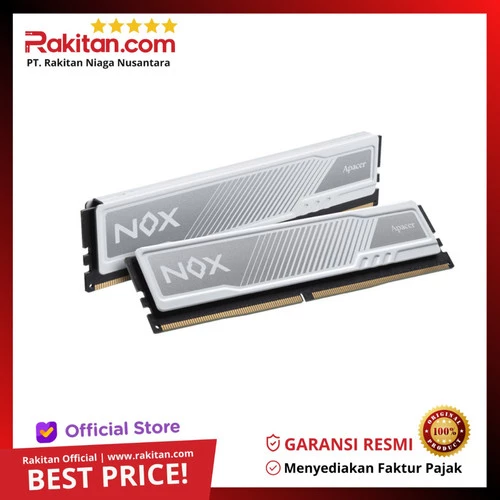 Rakitan.com
PT. Rakitan Niaga Nusantara
NOX
Apacer
NOX
Apacer
Official Store
Rakitan Official | www.rakitan.com
BEST PRICE!
GARANSI RESMI
Menyediakan Faktur Pajak
ORIGINAL
100%
PRODUCT